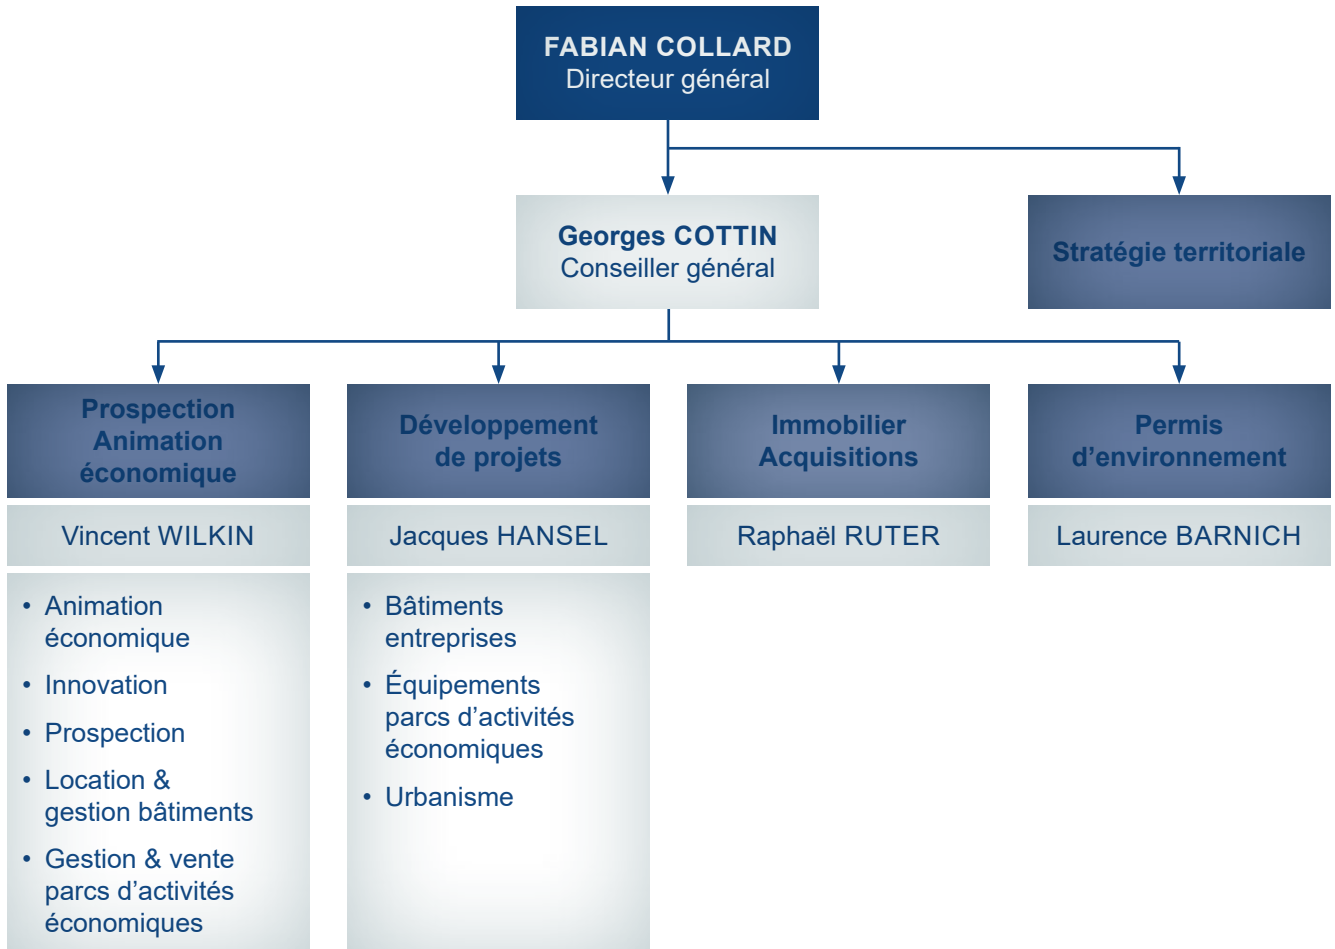 FABIAN COLLARD
Directeur général
Georges COTTIN
Conseiller général
Stratégie territoriale
Prospection
Animation
économique
Vincent WILKIN
• Animation
économique
• Innovation
• Prospection
• Location &
gestion bâtiments
• Gestion & vente
parcs d’activités
économiques
Développement
de projets
Jacques HANSEL
• Bâtiments
entreprises
• Équipements
parcs d’activités
économiques
• Urbanisme
Immobilier
Acquisitions
Raphaël RUTER
Permis
d’environnement
Laurence BARNICH